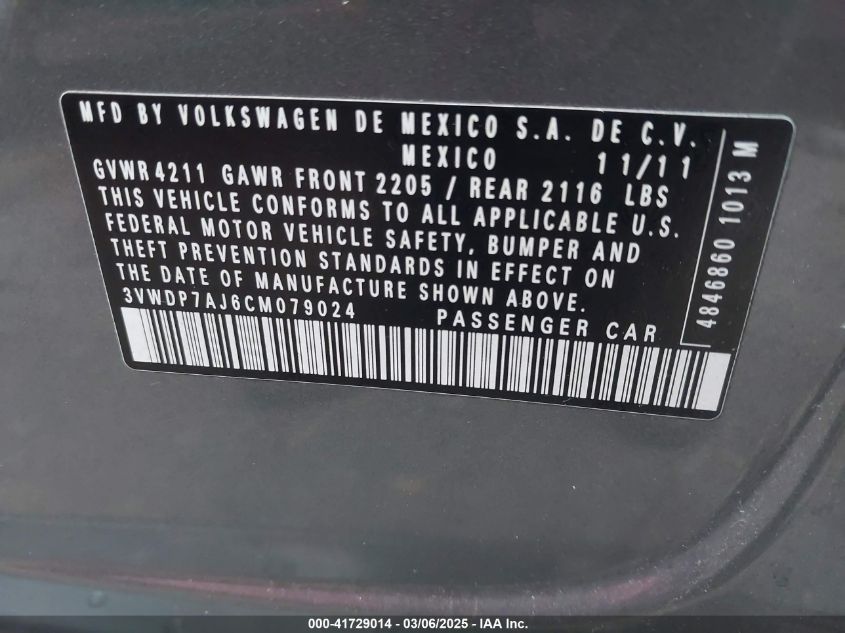 MFD BY VOLKSWAGEN DE MEXICO S.A. DE C.V.
MEXICO 11/11
GVWR 4211 GAWR FRONT 2205 / REAR 2116 LBS
THIS VEHICLE CONFORMS TO ALL APPLICABLE U.S.
FEDERAL MOTOR VEHICLE SAFETY, BUMPER AND
THEFT PREVENTION STANDARDS IN EFFECT ON
THE DATE OF MANUFACTURE SHOWN ABOVE.
3VWDP7AJ6CM079024 PASSENGER CAR
4846860 1013 M
000-41729014 - 03/06/2025 - IAA Inc.